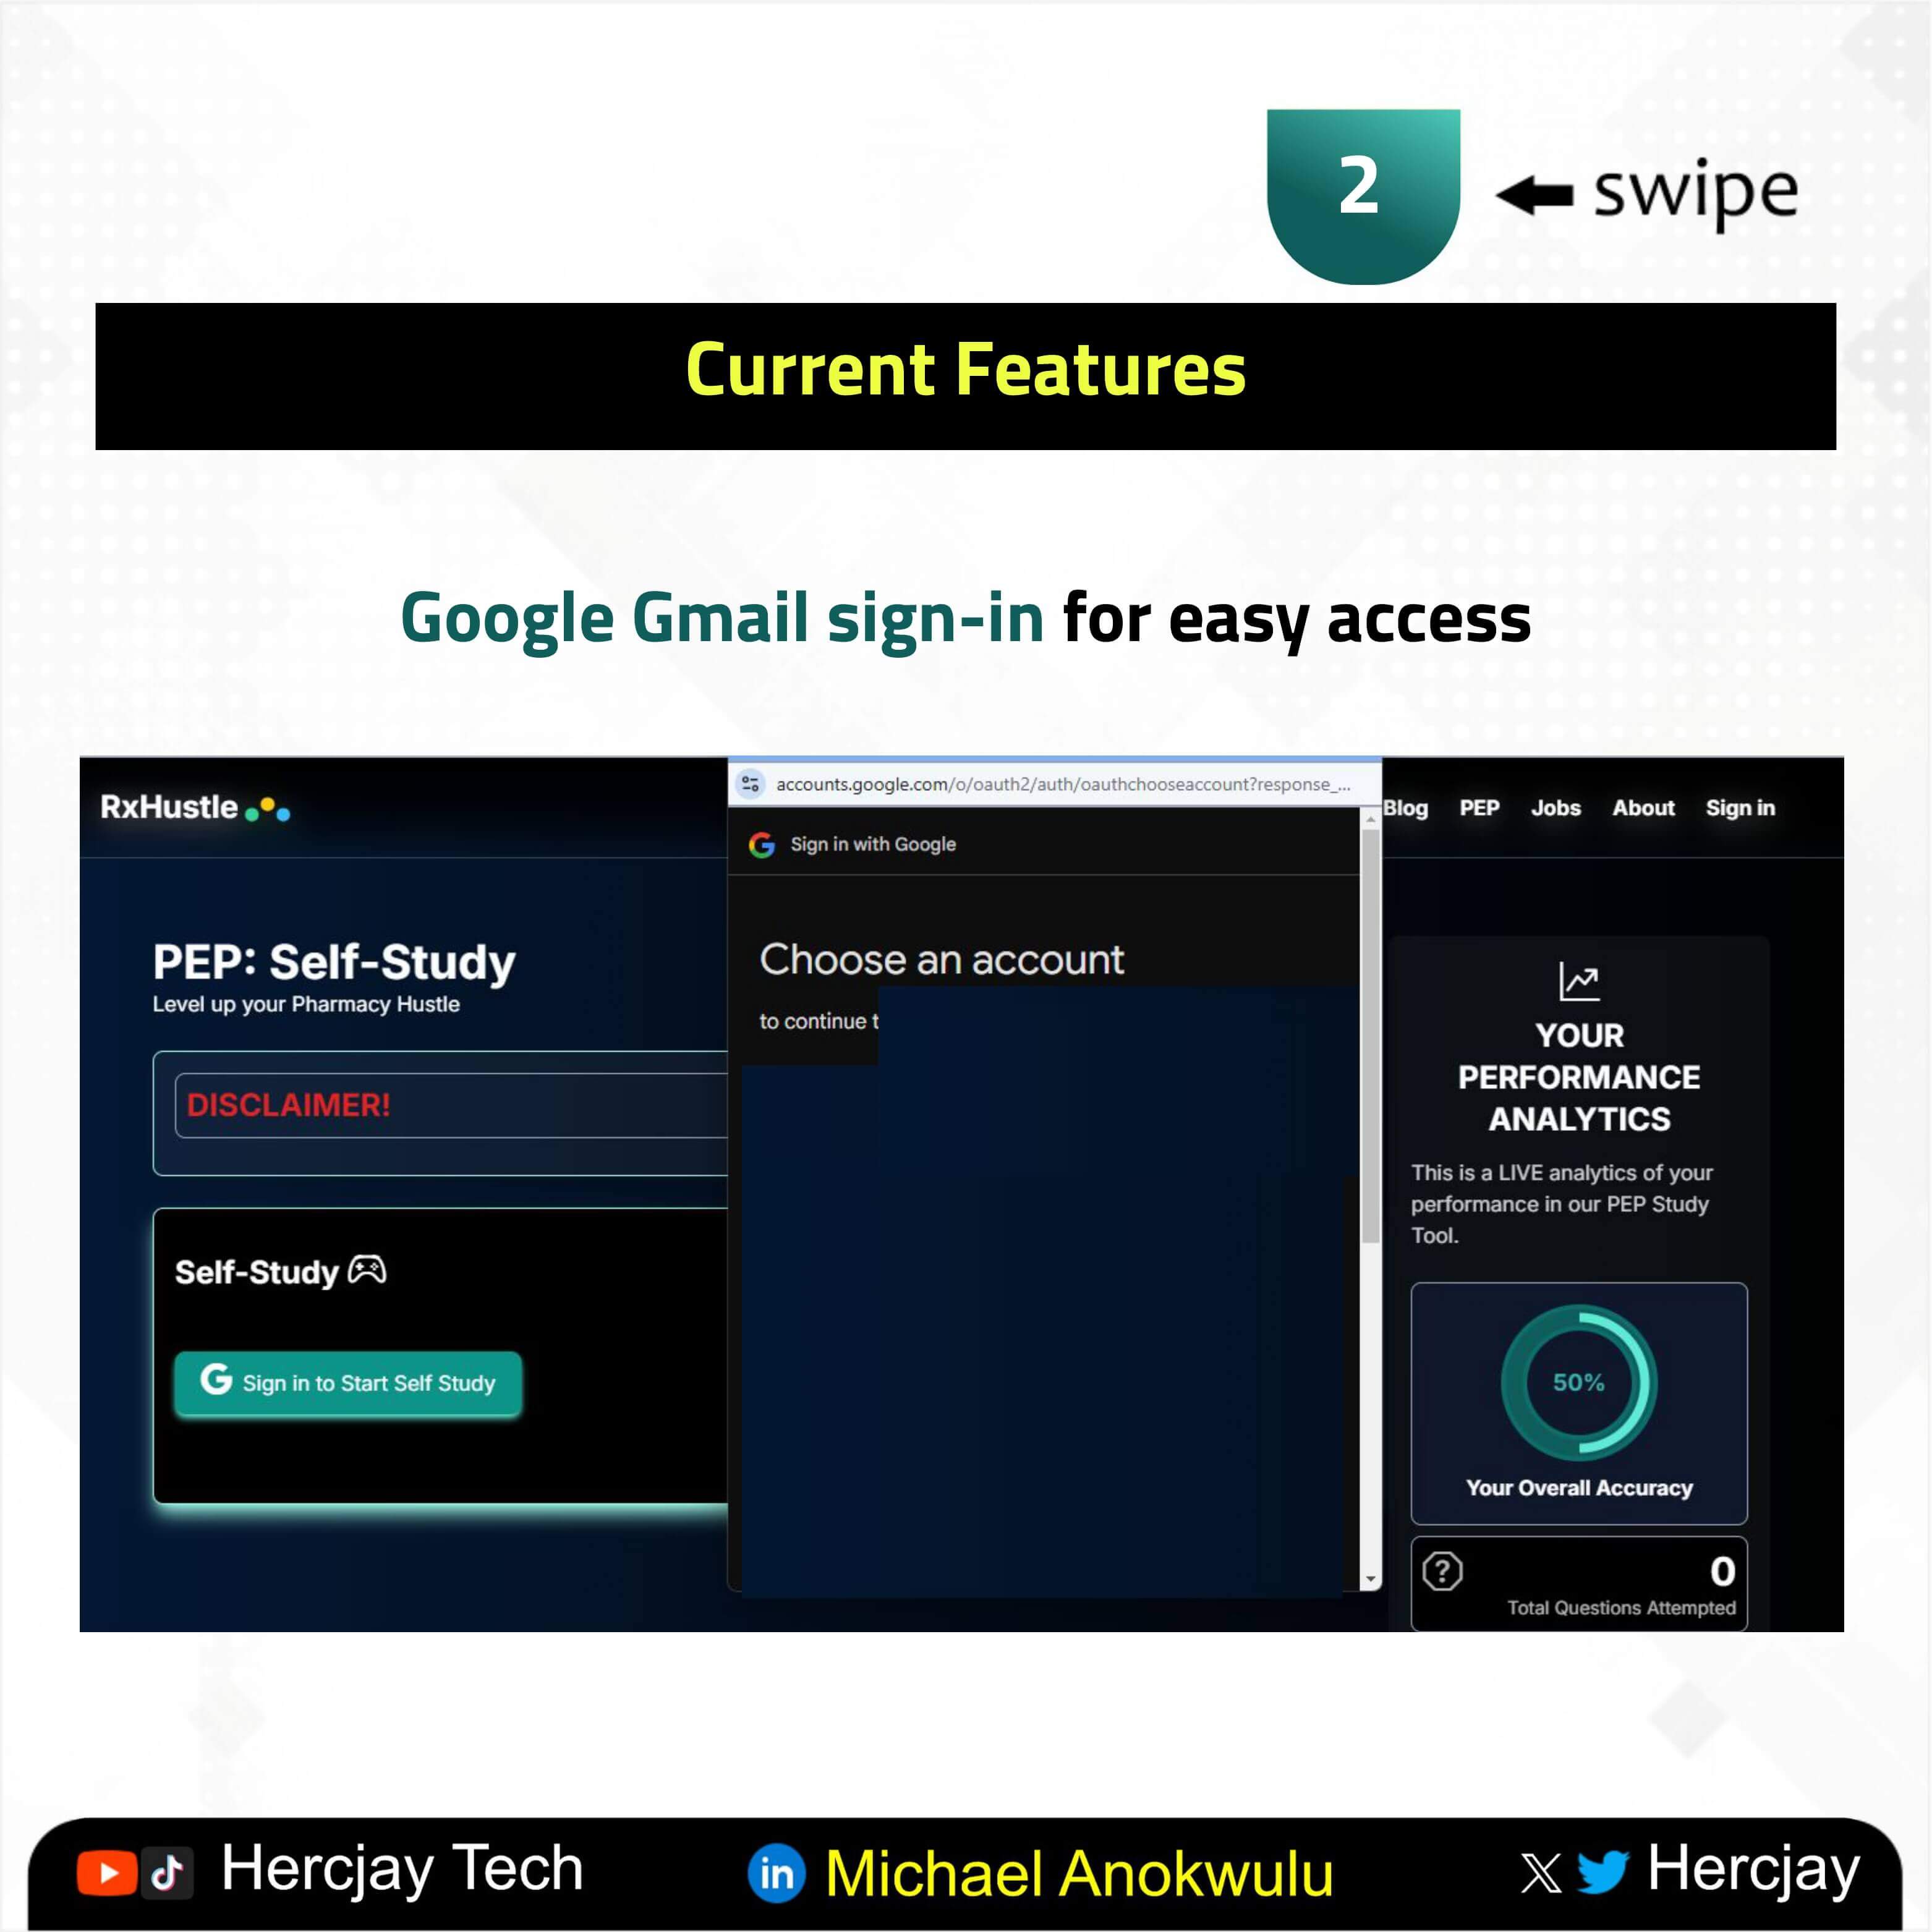 2
swipe
Current Features
Google Gmail sign-in for easy access
RxHustle
accounts.google.com/o/oauth2/auth/oauthchooseaccount?response_...
Blog PEP Jobs About Sign in
Sign in with Google
PEP: Self-Study
Level up your Pharmacy Hustle
DISCLAIMER!
Self-Study
G Sign in to Start Self Study
Choose an account
to continue t
YOUR
PERFORMANCE
ANALYTICS
This is a LIVE analytics of your
performance in our PEP Study
Tool.
50%
Your Overall Accuracy
0
Total Questions Attempted
Hercjay Tech
in Michael Anokwulu
X Hercjay